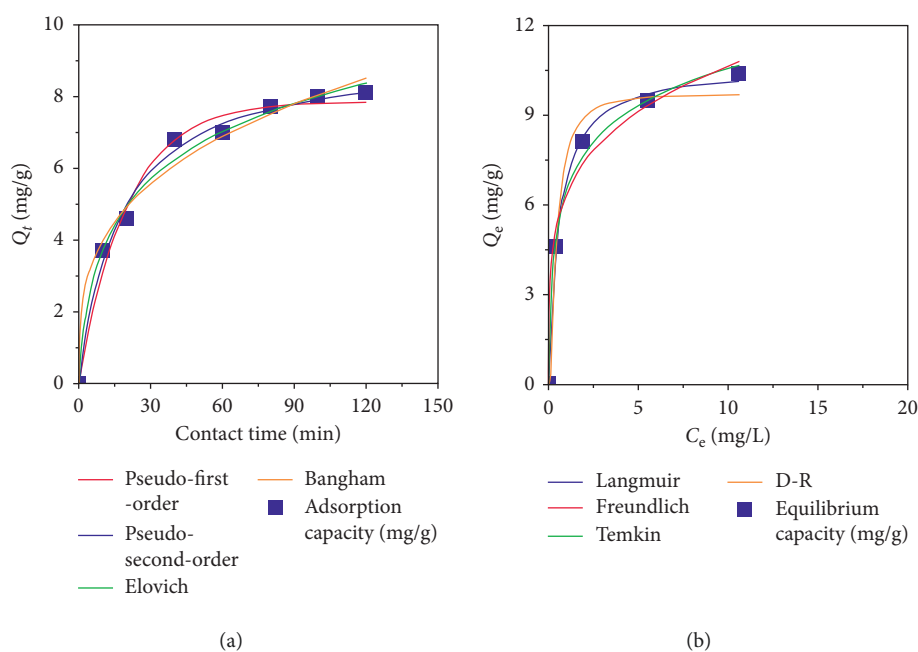 10
8
6
4
2
0
Qt (mg/g)
0 30 60 90 120 150
Contact time (min)
Pseudo-first
-order
Pseudo-
second-order
Elovich
Bangham
Adsorption
capacity (mg/g)
(a)
12
9
6
3
0
Qe (mg/g)
0 5 10 15 20
Ce (mg/L)
Langmuir
Freundlich
Temkin
D-R
Equilibrium
capacity (mg/g)
(b)